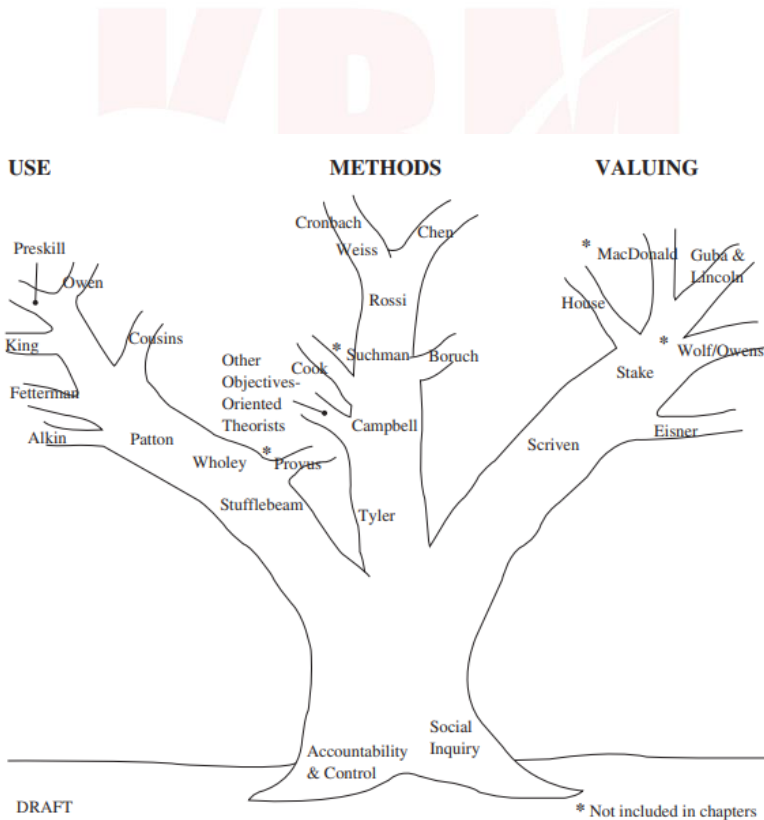 USE
METHODS
VALUING
Preskill
Owen
King
Cousins
Fetterman
Alkin
Patton
Wholey
* Provus
Stufflebeam
Cronbach
Weiss
Chen
Rossi
* Suchman
Boruch
Cook
Other
Objectives-
Oriented
Theorists
Campbell
Tyler
* MacDonald
Guba &
Lincoln
House
* Wolf/Owens
Stake
Eisner
Scriven
Accountability
& Control
Social
Inquiry
DRAFT
* Not included in chapters